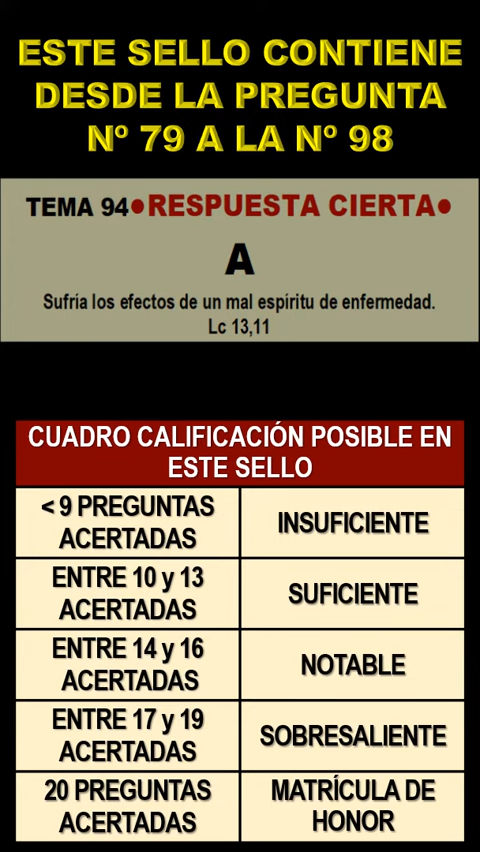 ESTE SELLO CONTIENE
DESDE LA PREGUNTA
Nº 79 A LA Nº 98
TEMA 94●RESPUESTA CIERTA●
A
Sufría los efectos de un mal espíritu de enfermedad.
Lc 13,11
CUADRO CALIFICACIÓN POSIBLE EN
ESTE SELLO
< 9 PREGUNTAS
ACERTADAS
INSUFICIENTE
ENTRE 10 y 13
ACERTADAS
SUFICIENTE
ENTRE 14 y 16
ACERTADAS
NOTABLE
ENTRE 17 y 19
ACERTADAS
SOBRESALIENTE
20 PREGUNTAS
ACERTADAS
MATRÍCULA DE
HONOR